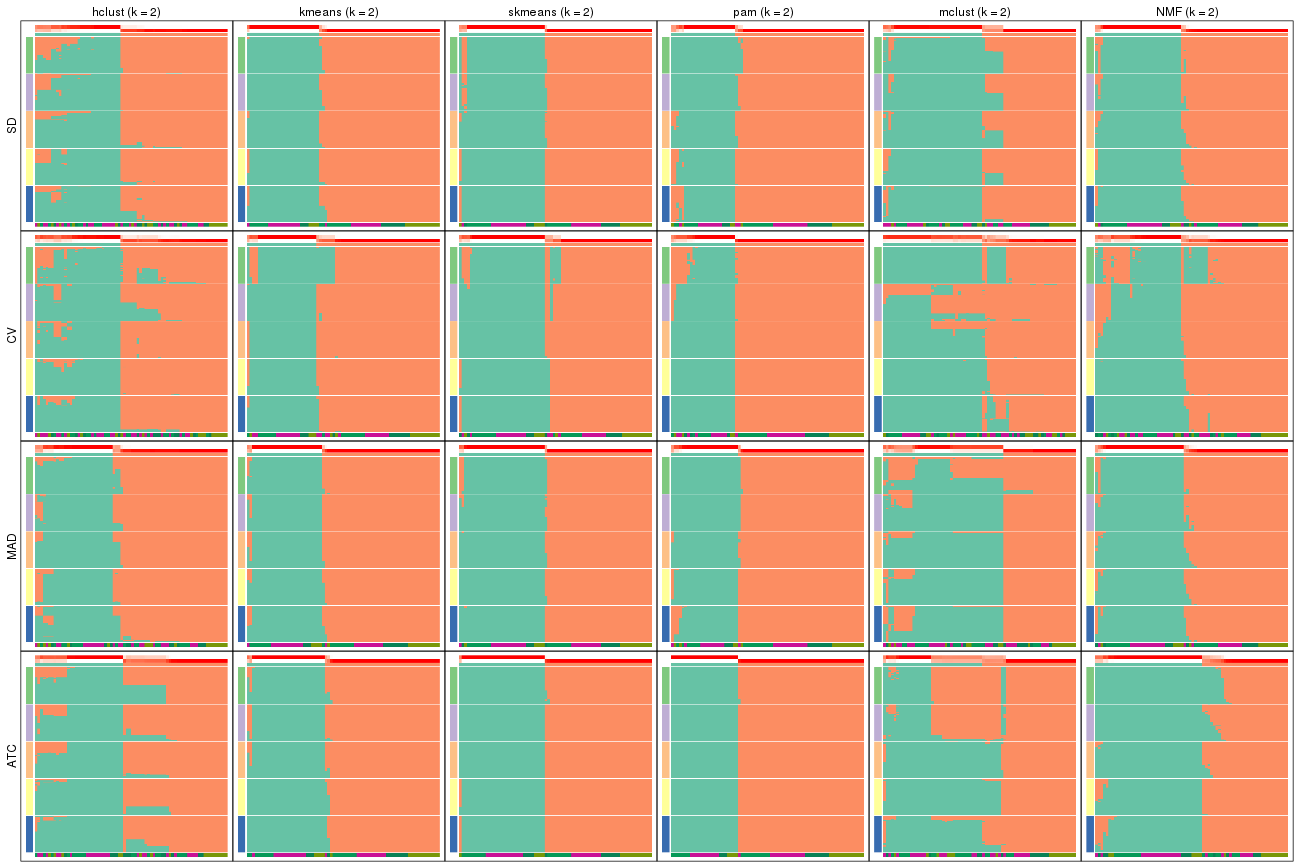 hclust (k = 2) kmeans (k = 2) skmeans (k = 2) pam (k = 2) mclust (k = 2) NMF (k = 2)
SD
CV
MAD
ATC